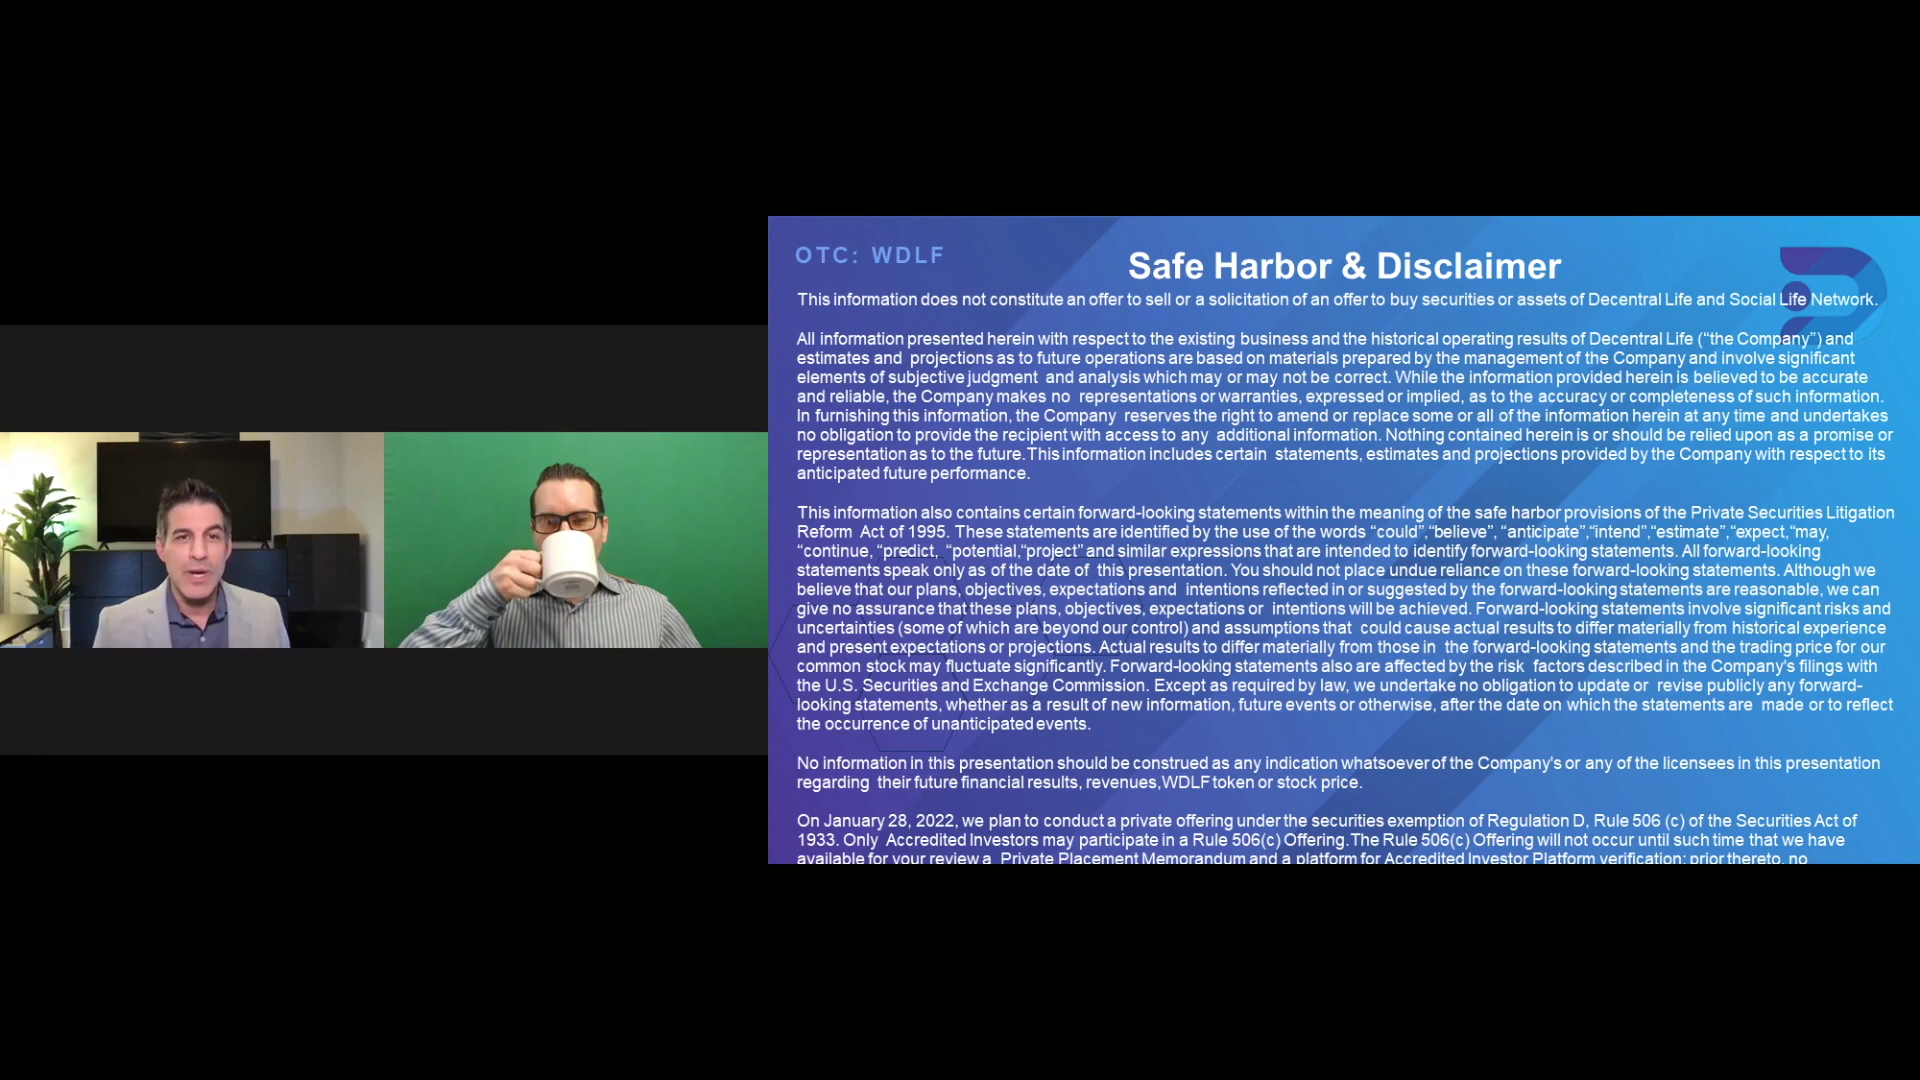 OTC: WDLF
Safe Harbor & Disclaimer
This information does not constitute an offer to sell or a solicitation of an offer to buy securities or assets of Decentral Life and Social Life Network.
All information presented herein with respect to the existing business and the historical operating results of Decentral Life (“the Company”) and
estimates and projections as to future operations are based on materials prepared by the management of the Company and involve significant
elements of subjective judgment and analysis which may or may not be correct. While the information provided herein is believed to be accurate
and reliable, the Company makes no representations or warranties, expressed or implied, as to the accuracy or completeness of such information.
In furnishing this information, the Company reserves the right to amend or replace some or all of the information herein at any time and undertakes
no obligation to provide the recipient with access to any additional information. Nothing contained herein is or should be relied upon as a promise or
representation as to the future.This information includes certain statements, estimates and projections provided by the Company with respect to its
anticipated future performance.
This information also contains certain forward-looking statements within the meaning of the safe harbor provisions of the Private Securities Litigation
Reform Act of 1995. These statements are identified by the use of the words “could”,“believe”, “anticipate”,“intend”,“estimate”,“expect,“may,
“continue, “predict, “potential,“project” and similar expressions that are intended to identify forward-looking statements. All forward-looking
statements speak only as of the date of this presentation. You should not place undue reliance on these forward-looking statements. Although we
believe that our plans, objectives, expectations and intentions reflected in or suggested by the forward-looking statements are reasonable, we can
give no assurance that these plans, objectives, expectations or intentions will be achieved. Forward-looking statements involve significant risks and
uncertainties (some of which are beyond our control) and assumptions that could cause actual results to differ materially from historical experience
and present expectations or projections. Actual results to differ materially from those in the forward-looking statements and the trading price for our
common stock may fluctuate significantly. Forward-looking statements also are affected by the risk factors described in the Company's filings with
the U.S. Securities and Exchange Commission. Except as required by law, we undertake no obligation to update or revise publicly any forward-
looking statements, whether as a result of new information, future events or otherwise, after the date on which the statements are made or to reflect
the occurrence of unanticipated events.
No information in this presentation should be construed as any indication whatsoever of the Company's or any of the licensees in this presentation
regarding their future financial results, revenues,WDLF token or stock price.
On January 28, 2022, we plan to conduct a private offering under the securities exemption of Regulation D, Rule 506 (c) of the Securities Act of
1933. Only Accredited Investors may participate in a Rule 506(c) Offering.The Rule 506(c) Offering will not occur until such time that we have
available for your review a Private Placement Memorandum and a platform for Accredited Investor Platform verification; prior thereto, no